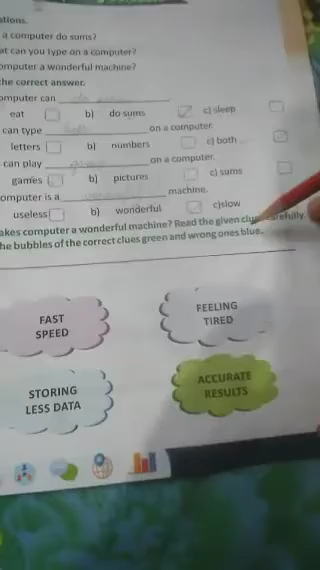 stions.
a computer do sums?
at can you type on a computer?
omputer a wonderful machine?
he correct answer.
omputer can
eat b) do sums c) sleep
can type both on a computer.
letters b) numbers c) both
can play on a computer.
games b) pictures c) sums
omputer is a machine.
useless b) wonderful c)slow
akes computer a wonderful machine? Read the given clues carefully.
he bubbles of the correct clues green and wrong ones blue.
FAST
SPEED
FEELING
TIRED
STORING
LESS DATA
ACCURATE
RESULTS